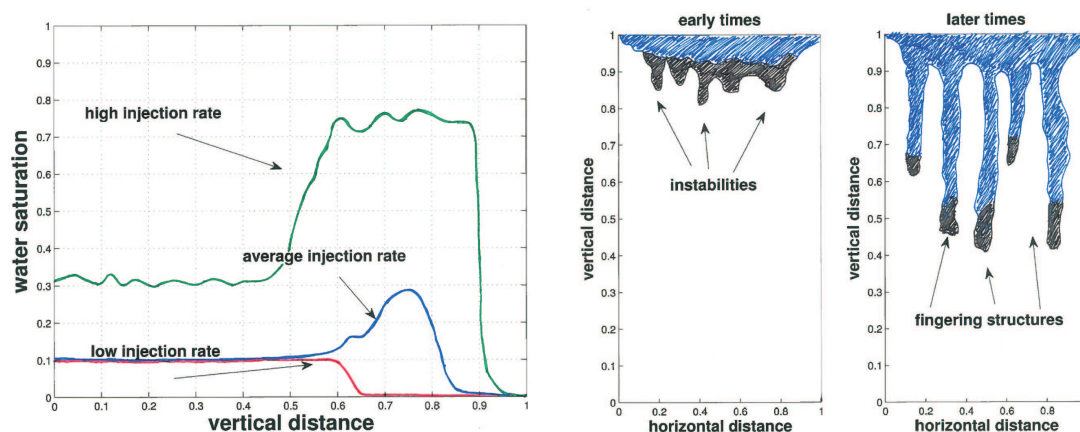 1
0.9
0.8
0.7
0.6
0.5
0.4
0.3
0.2
0.1
0
water saturation
high injection rate
average injection rate
low injection rate
0 0.1 0.2 0.3 0.4 0.5 0.6 0.7 0.8 0.9 1
vertical distance
early times
1
0.9
0.8
0.7
0.6
0.5
0.4
0.3
0.2
0.1
0
vertical distance
instabilities
0 0.2 0.4 0.6 0.8 1
horizontal distance
later times
1
0.9
0.8
0.7
0.6
0.5
0.4
0.3
0.2
0.1
0
vertical distance
fingering structures
0.2 0.4 0.6 0.8
horizontal distance